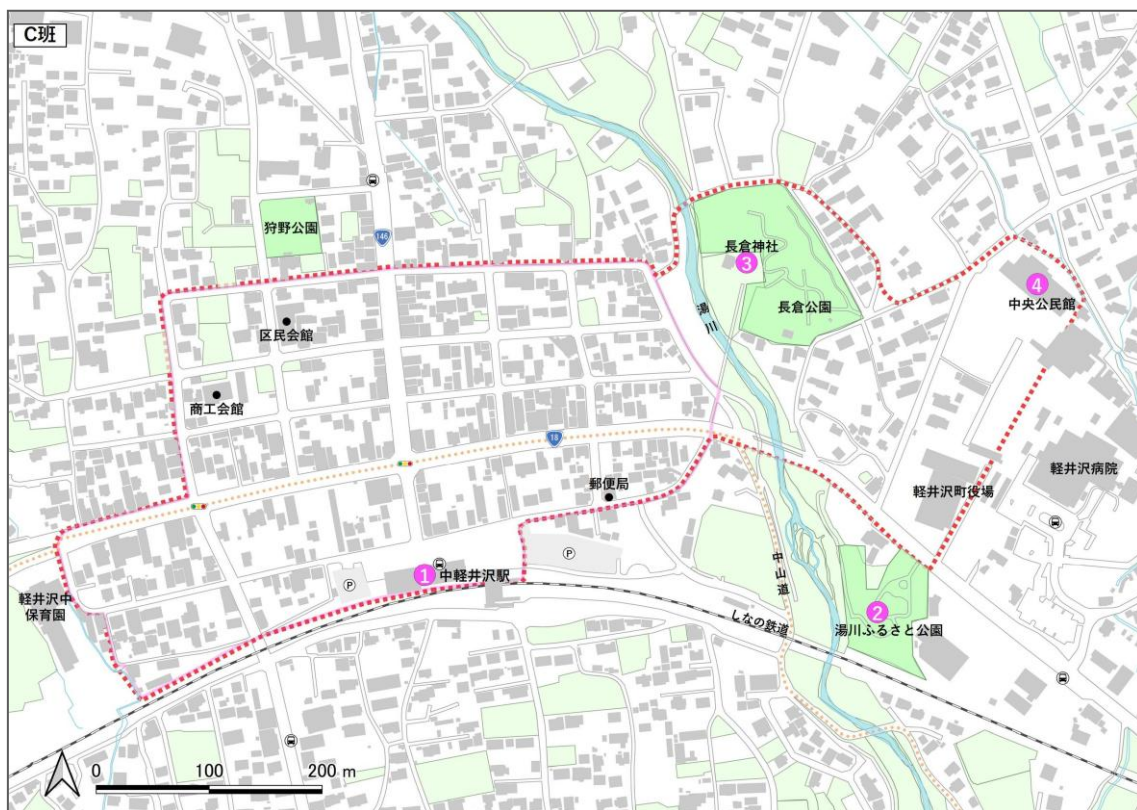 C班
狩野公園
146
長倉神社
3
長倉公園
湯川
4
中央公民館
区民会館
商工会館
18
郵便局
軽井沢町役場
軽井沢病院
P
P
1
中軽井沢駅
中山道
2
湯川ふるさと公園
しなの鉄道
軽井沢中
保育園
0 100 200 m